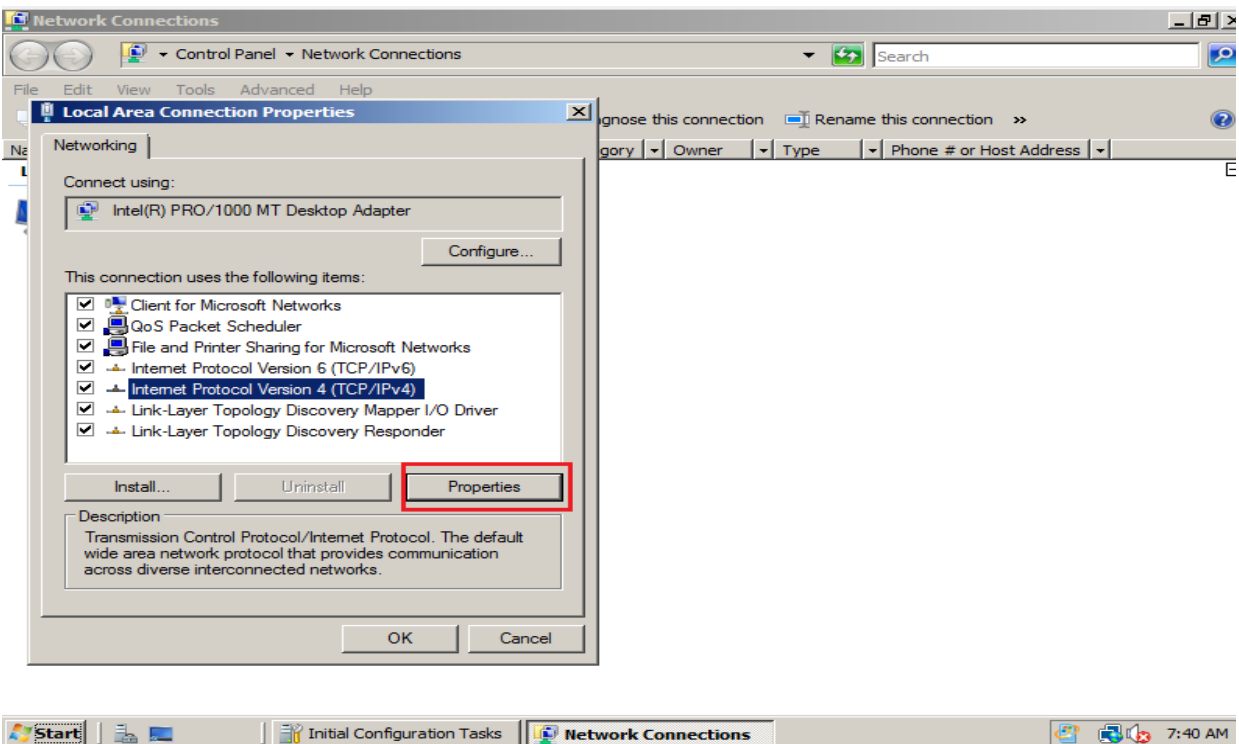 Network Connections
Control Panel Network Connections
Search
File Edit View Tools Advanced Help
Local Area Connection Properties
gnose this connection Rename this connection »
Na
gory Owner Type Phone # or Host Address
L
Networking
Connect using:
Intel(R) PRO/1000 MT Desktop Adapter
Configure...
This connection uses the following items:
Client for Microsoft Networks
QoS Packet Scheduler
File and Printer Sharing for Microsoft Networks
Internet Protocol Version 6 (TCP/IPv6)
Internet Protocol Version 4 (TCP/IPv4)
Link-Layer Topology Discovery Mapper I/O Driver
Link-Layer Topology Discovery Responder
Install... Uninstall Properties
Description
Transmission Control Protocol/Internet Protocol. The default
wide area network protocol that provides communication
across diverse interconnected networks.
OK Cancel
Start Initial Configuration Tasks Network Connections 7:40 AM